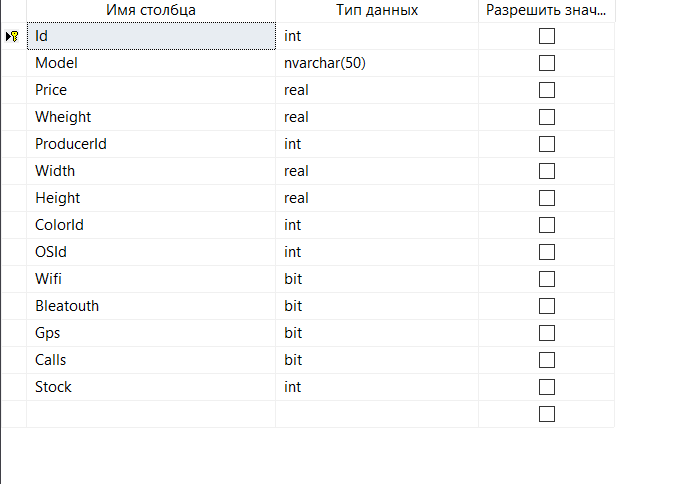 Имя столбца Тип данных Разрешить знач...
Id int
Model nvarchar(50)
Price real
Wheight real
ProducerId int
Width real
Height real
ColorId int
OSId int
Wifi bit
Bleatouth bit
Gps bit
Calls bit
Stock int